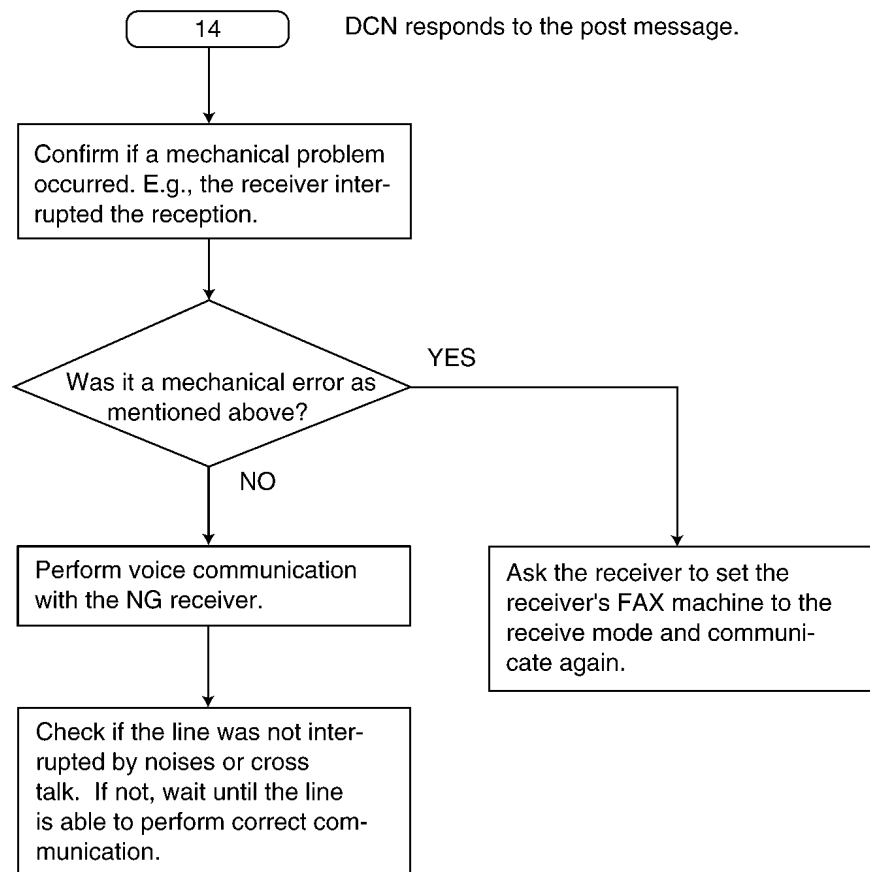 14
DCN responds to the post message.
Confirm if a mechanical problem
occurred. E.g., the receiver inter-
rupted the reception.
YES
Was it a mechanical error as
mentioned above?
NO
Perform voice communication
with the NG receiver.
Ask the receiver to set the
receiver's FAX machine to the
receive mode and communi-
cate again.
Check if the line was not inter-
rupted by noises or cross
talk.  If not, wait until the line
is able to perform correct com-
munication.